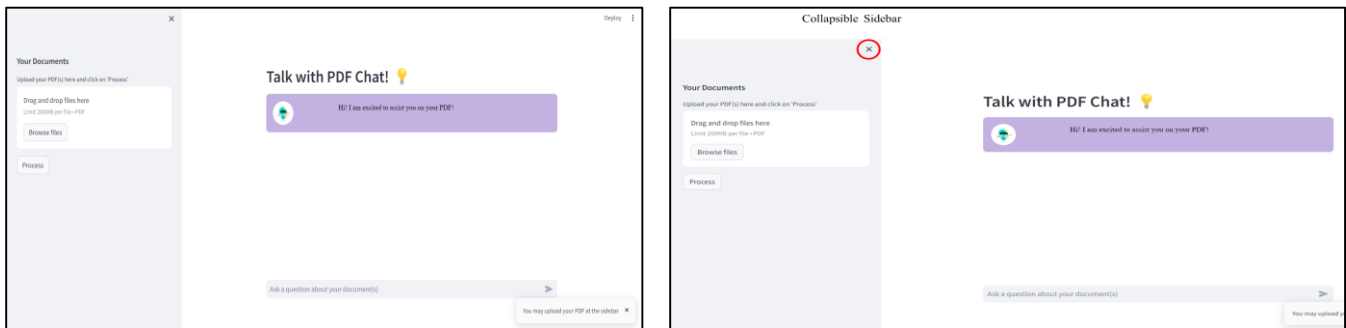 Deploy
Your Documents
Upload your PDF(s) here and click on 'Process'
Drag and drop files here
Limit 200MB per file • PDF
Browse files
Process
Talk with PDF Chat!
Hi! I am excited to assist you on your PDF!
Ask a question about your document(s)
You may upload your PDF at the sidebar
Collapsible Sidebar
Your Documents
Upload your PDF(s) here and click on 'Process'
Drag and drop files here
Limit 200MB per file • PDF
Browse files
Process
Talk with PDF Chat!
Hi! I am excited to assist you on your PDF!
Ask a question about your document(s)
You may upload y